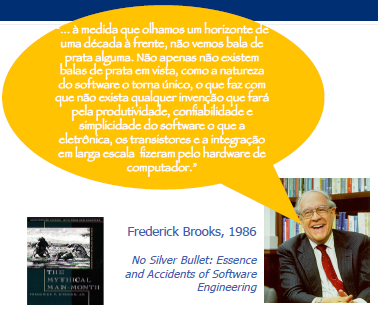 ... à medida que olhamos um horizonte de
uma década à frente, não vemos bala de
prata alguma. Não apenas não existem
balas de prata em vista, como a natureza
do software o torna único, o que faz com
que não exista qualquer invenção que fará
pela produtividade, confiabilidade e
simplicidade do software o que a
eletrônica, os transistores e a integração
em larga escala fizeram pelo hardware de
computador."
Frederick Brooks, 1986
No Silver Bullet: Essence
and Accidents of Software
Engineering
THE
MYTHICAL
MAN-MONTH